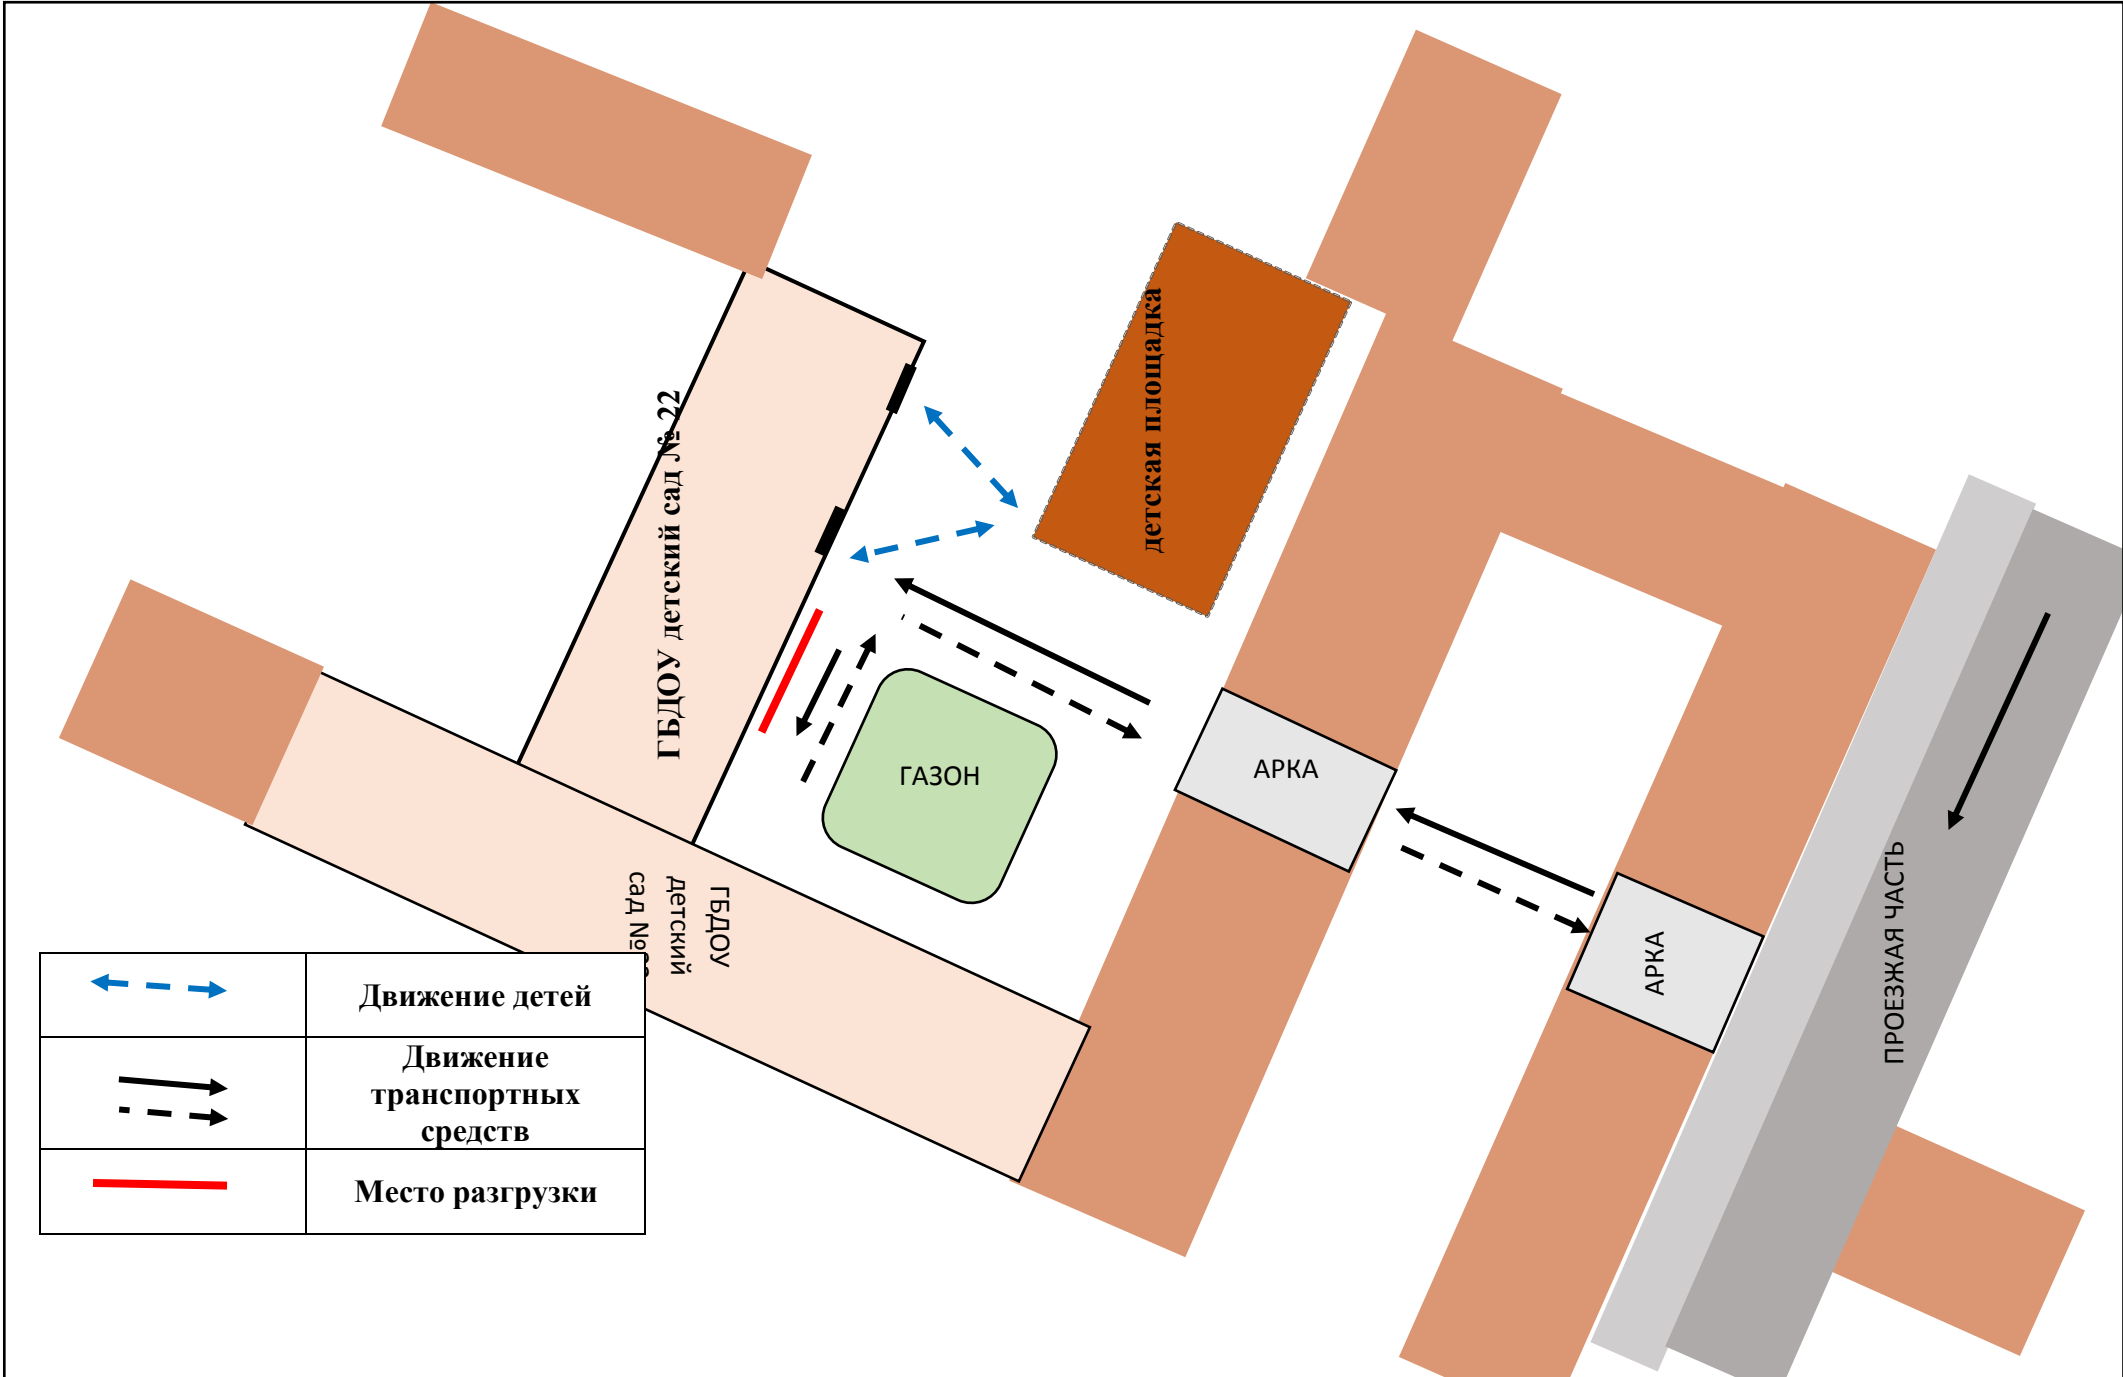 ГБДОУ детский сад № 22
детская площадка
ГАЗОН
АРКА
АРКА
ПРОЕЗЖАЯ ЧАСТЬ
ГБДОУ
детский
сад
Движение детей
Движение
транспортных
средств
Место разгрузки